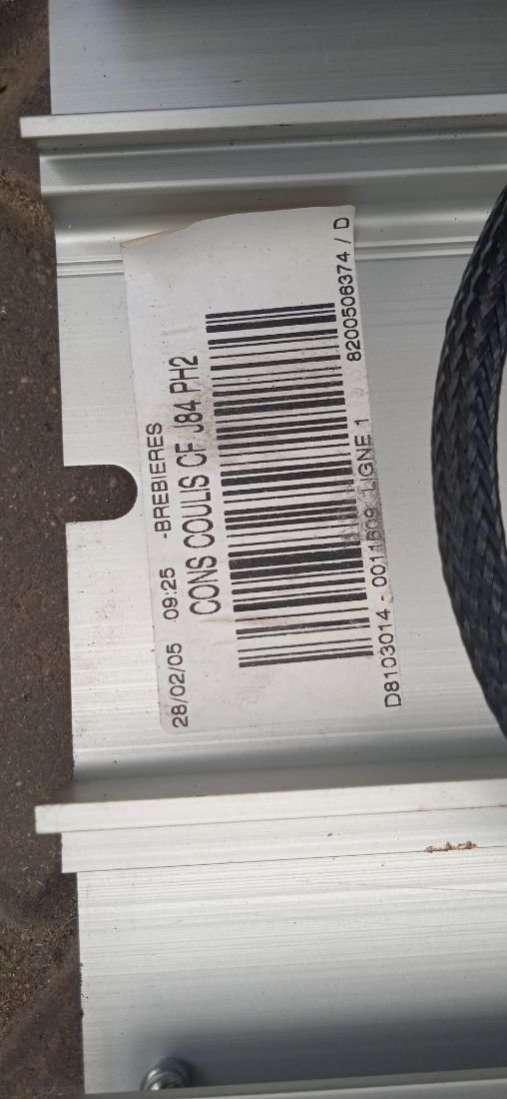 28/02/05 09:25 -BREBIERES
CONS COULIS CF J84 PH2
8200506374 / D
D8103014 - 0011609 LIGNE 1